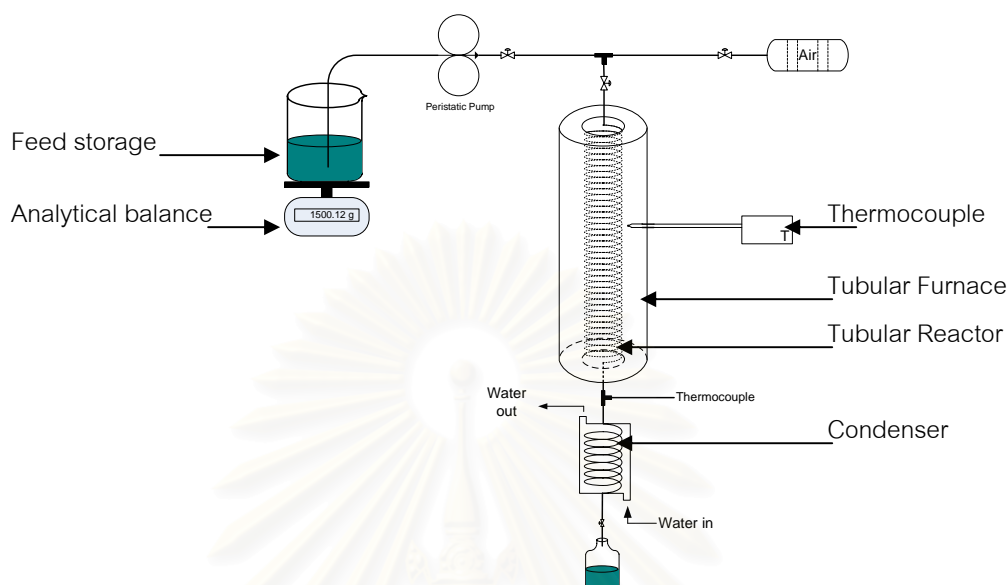 Air
Peristatic Pump
Feed storage
Analytical balance
1500.12 g
Thermocouple
T
Tubular Furnace
Tubular Reactor
Thermocouple
Water
out
Condenser
Water in